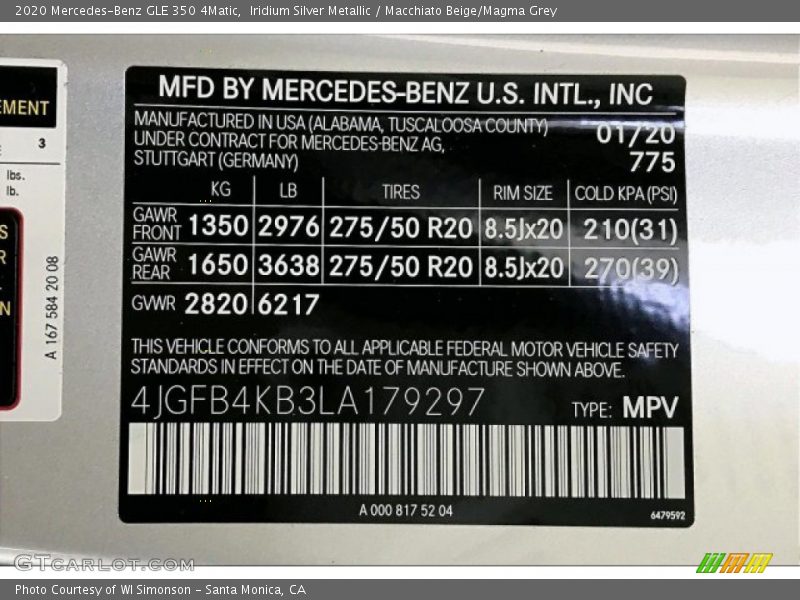 2020 Mercedes-Benz GLE 350 4Matic,  Iridium Silver Metallic / Macchiato Beige/Magma Grey
EMENT
3
lbs.
lb.
S
R
N
A 167 584 20 08
MFD BY MERCEDES-BENZ U.S. INTL., INC
MANUFACTURED IN USA (ALABAMA, TUSCALOOSA COUNTY) 01/20
UNDER CONTRACT FOR MERCEDES-BENZ AG,
STUTTGART (GERMANY) 775
KG LB TIRES RIM SIZE COLD KPA (PSI)
GAWR FRONT 1350 2976 275/50 R20 8.5Jx20 210(31)
GAWR REAR 1650 3638 275/50 R20 8.5Jx20 270(39)
GVWR 2820 6217
THIS VEHICLE CONFORMS TO ALL APPLICABLE FEDERAL MOTOR VEHICLE SAFETY
STANDARDS IN EFFECT ON THE DATE OF MANUFACTURE SHOWN ABOVE.
4JGFB4KB3LA179297 TYPE: MPV
A 000 817 52 04
6479592
GTCARLOT.COM
Photo Courtesy of WI Simonson - Santa Monica, CA